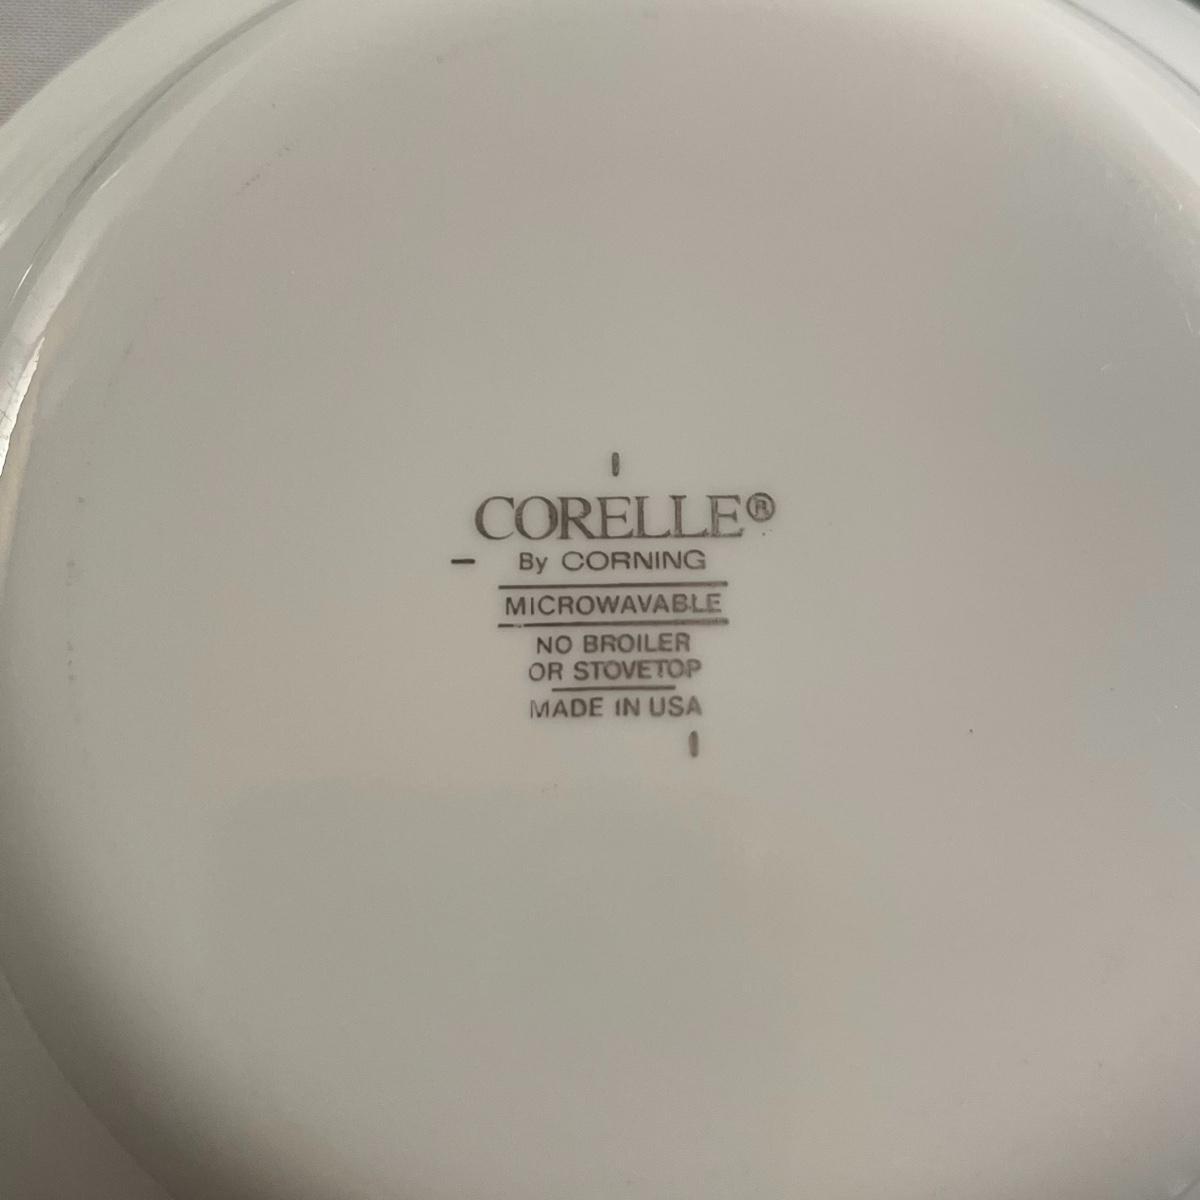 CORELLE®
By CORNING
MICROWAVABLE
NO BROILER
OR STOVETOP
MADE IN USA